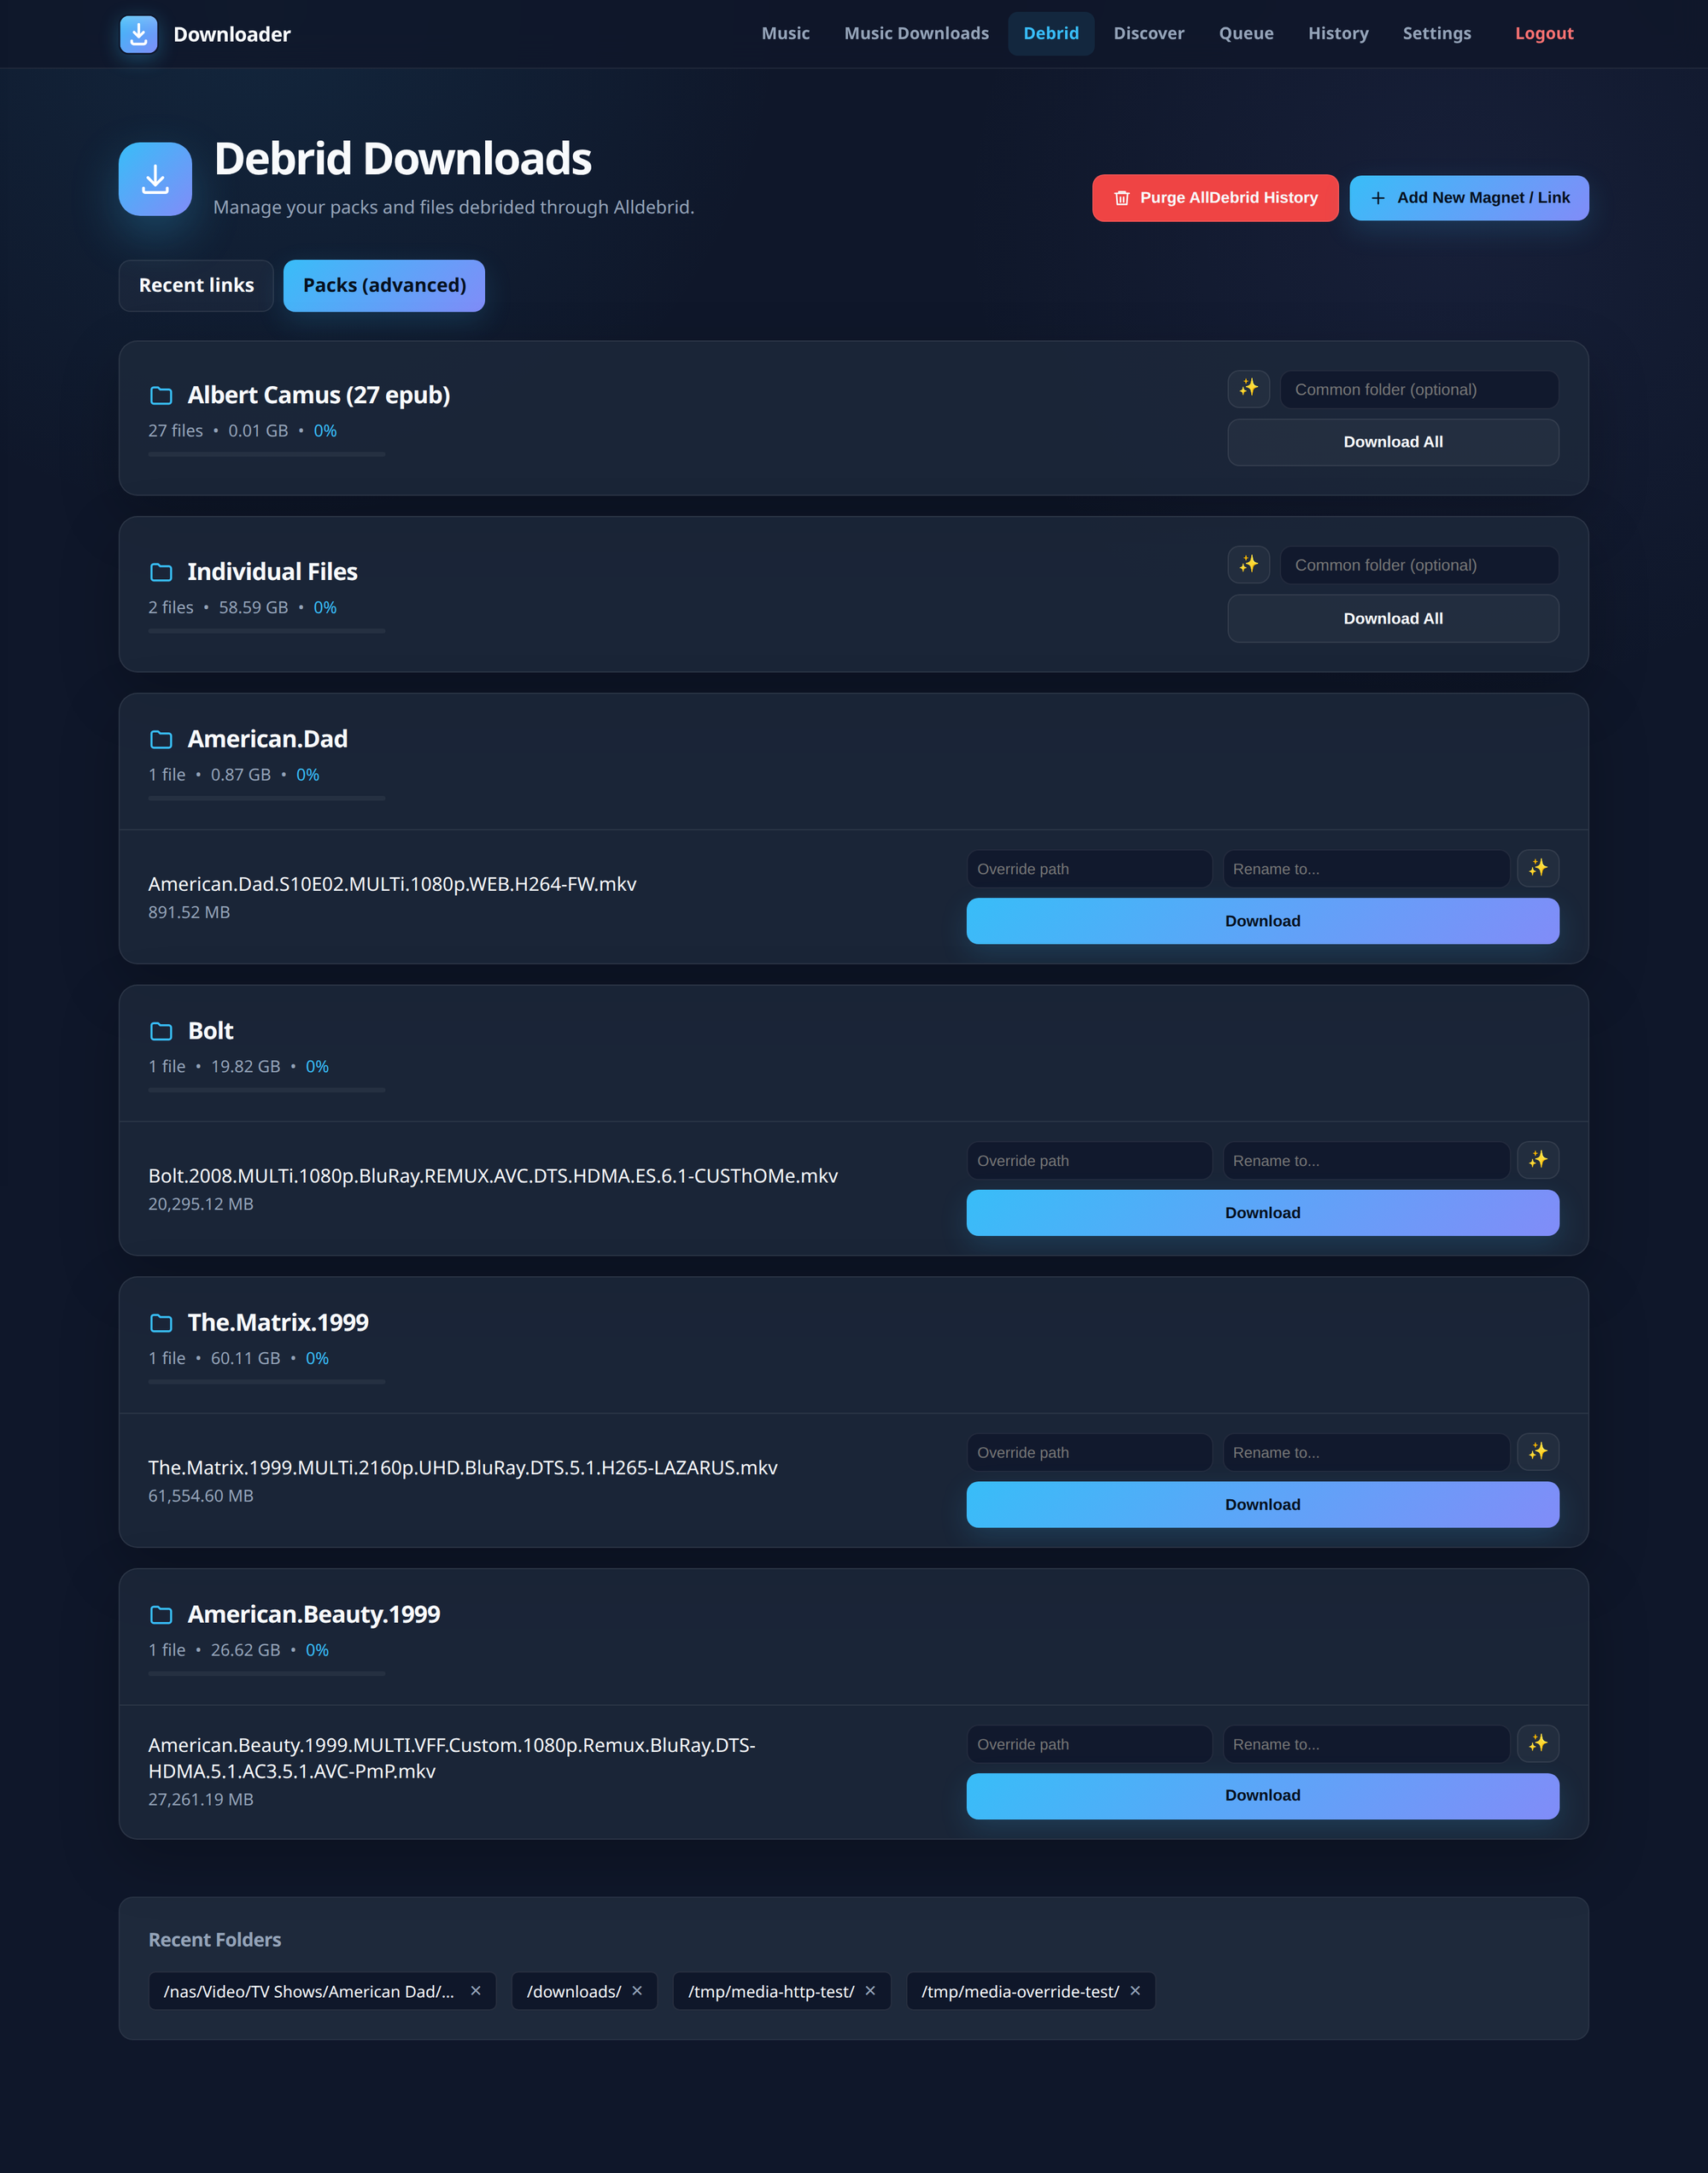 Downloader
Music
Music Downloads
Debrid
Discover
Queue
History
Settings
Logout
Debrid Downloads
Manage your packs and files debrided through Alldebrid.
Purge AllDebrid History
Add New Magnet / Link
Recent links
Packs (advanced)
Albert Camus (27 epub)
27 files • 0.01 GB • 0%
Common folder (optional)
Download All
Individual Files
2 files • 58.59 GB • 0%
Common folder (optional)
Download All
American.Dad
1 file • 0.87 GB • 0%
American.Dad.S10E02.MULTi.1080p.WEB.H264-FW.mkv
891.52 MB
Override path
Rename to...
Download
Bolt
1 file • 19.82 GB • 0%
Bolt.2008.MULTi.1080p.BluRay.REMUX.AVC.DTS.HDMA.ES.6.1-CUSThOMe.mkv
20,295.12 MB
Override path
Rename to...
Download
The.Matrix.1999
1 file • 60.11 GB • 0%
The.Matrix.1999.MULTi.2160p.UHD.BluRay.DTS.5.1.H265-LAZARUS.mkv
61,554.60 MB
Override path
Rename to...
Download
American.Beauty.1999
1 file • 26.62 GB • 0%
American.Beauty.1999.MULTI.VFF.Custom.1080p.Remux.BluRay.DTS-
HDMA.5.1.AC3.5.1.AVC-PmP.mkv
27,261.19 MB
Override path
Rename to...
Download
Recent Folders
/nas/Video/TV Shows/American Dad/... ✕
/downloads/ ✕
/tmp/media-http-test/ ✕
/tmp/media-override-test/ ✕